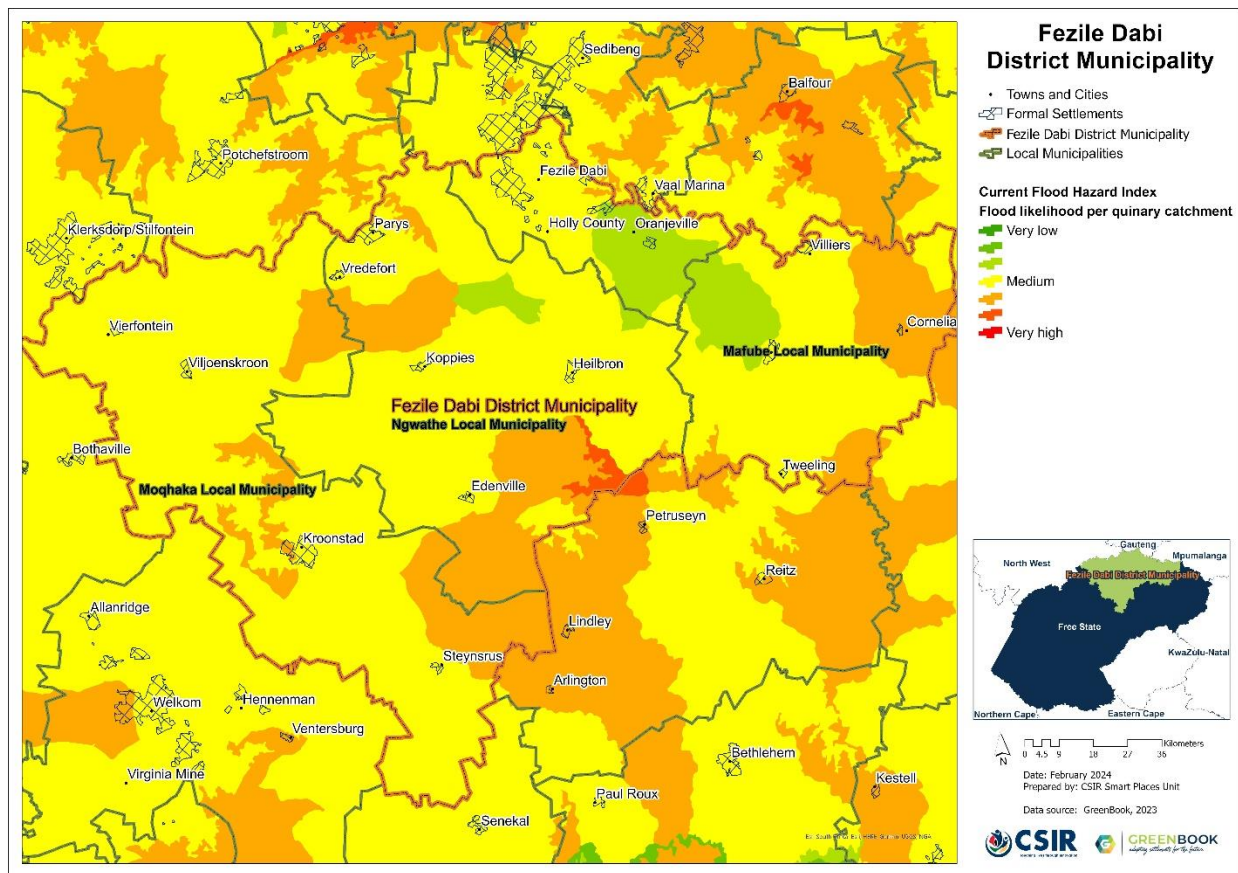 Fezile Dabi
District Municipality
Towns and Cities
Formal Settlements
Fezile Dabi District Municipality
Local Municipalities
Current Flood Hazard Index
Flood likelihood per quinary catchment
Very low
Medium
Very high
Sedibeng
Balfour
Potchefstroom
Fezile Dabi
Vaal Marina
Klerksdorp/Stilfontein
Parys
Holly County
Oranjeville
Villiers
Vredefort
Vierfontein
Cornelia
Viljoenskroon
Koppies
Heilbron
Mafube Local Municipality
Fezile Dabi District Municipality
Ngwathe Local Municipality
Bothaville
Tweeling
Moqhaka Local Municipality
Edenville
Petruseyn
Kroonstad
Reitz
Allanridge
Lindley
Steynsrus
Arlington
Welkom
Hennenman
Ventersburg
Bethlehem
Virginia Mine
Kestell
Paul Roux
Senekal
Gauteng
North West
Mpumalanga
Fezile Dabi District Municipality
Free State
KwaZulu-Natal
Northern Cape
Eastern Cape
N
0 4.5 9 18 27 36
Kilometers
Date: February 2024
Prepared by: CSIR Smart Places Unit
Data source: GreenBook, 2023
CSIR
GREENBOOK
adapting settlements for the future